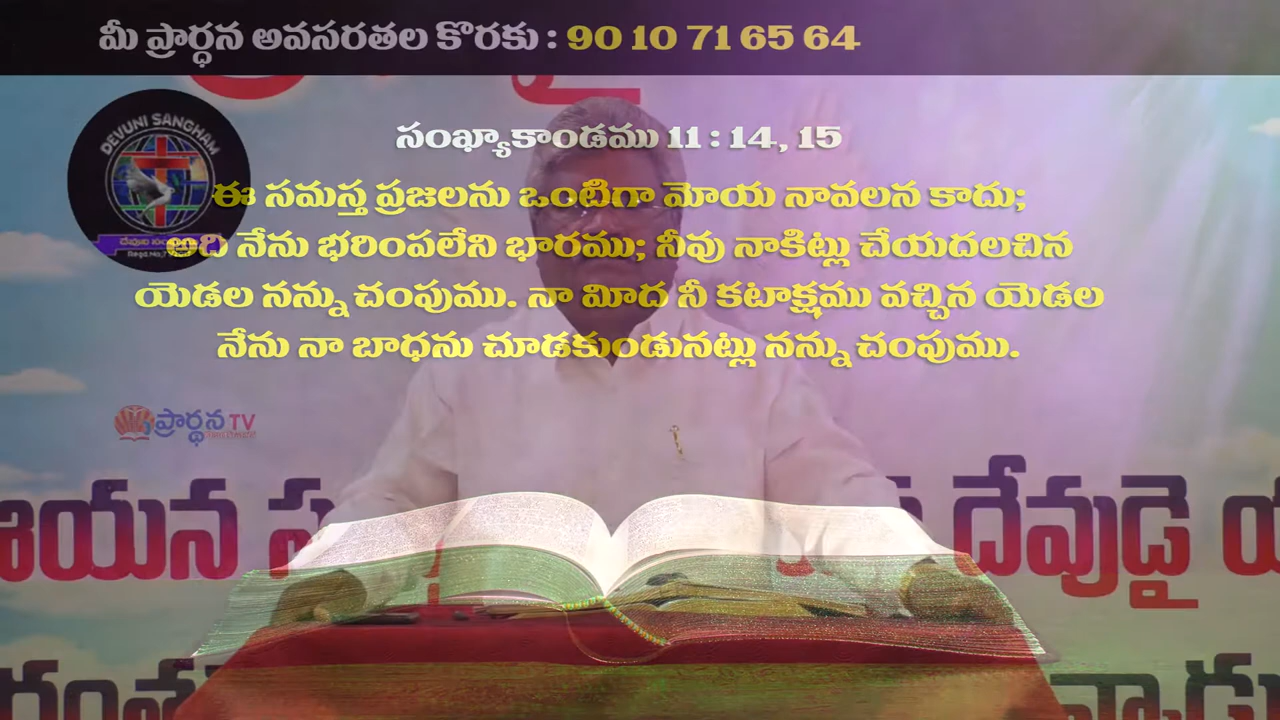 మీ ప్రార్ధన అవసరతల కొరకు : 90 10 71 65 64
DEVUNI SANGHAM
సంఖ్యాకాండము 11 : 14, 15
ఈ సమస్త ప్రజలను ఒంటిగా మోయ నావలన కాదు;
అది నేను భరింపలేని భారము; నీవు నాకిట్లు చేయదలచిన
యెడల నన్ను చంపుము. నా మీద నీ కటాక్షము వచ్చిన యెడల
నేను నా బాధను చూడకుండునట్లు నన్ను చంపుము.
ప్రార్థన TV
దేవుడై